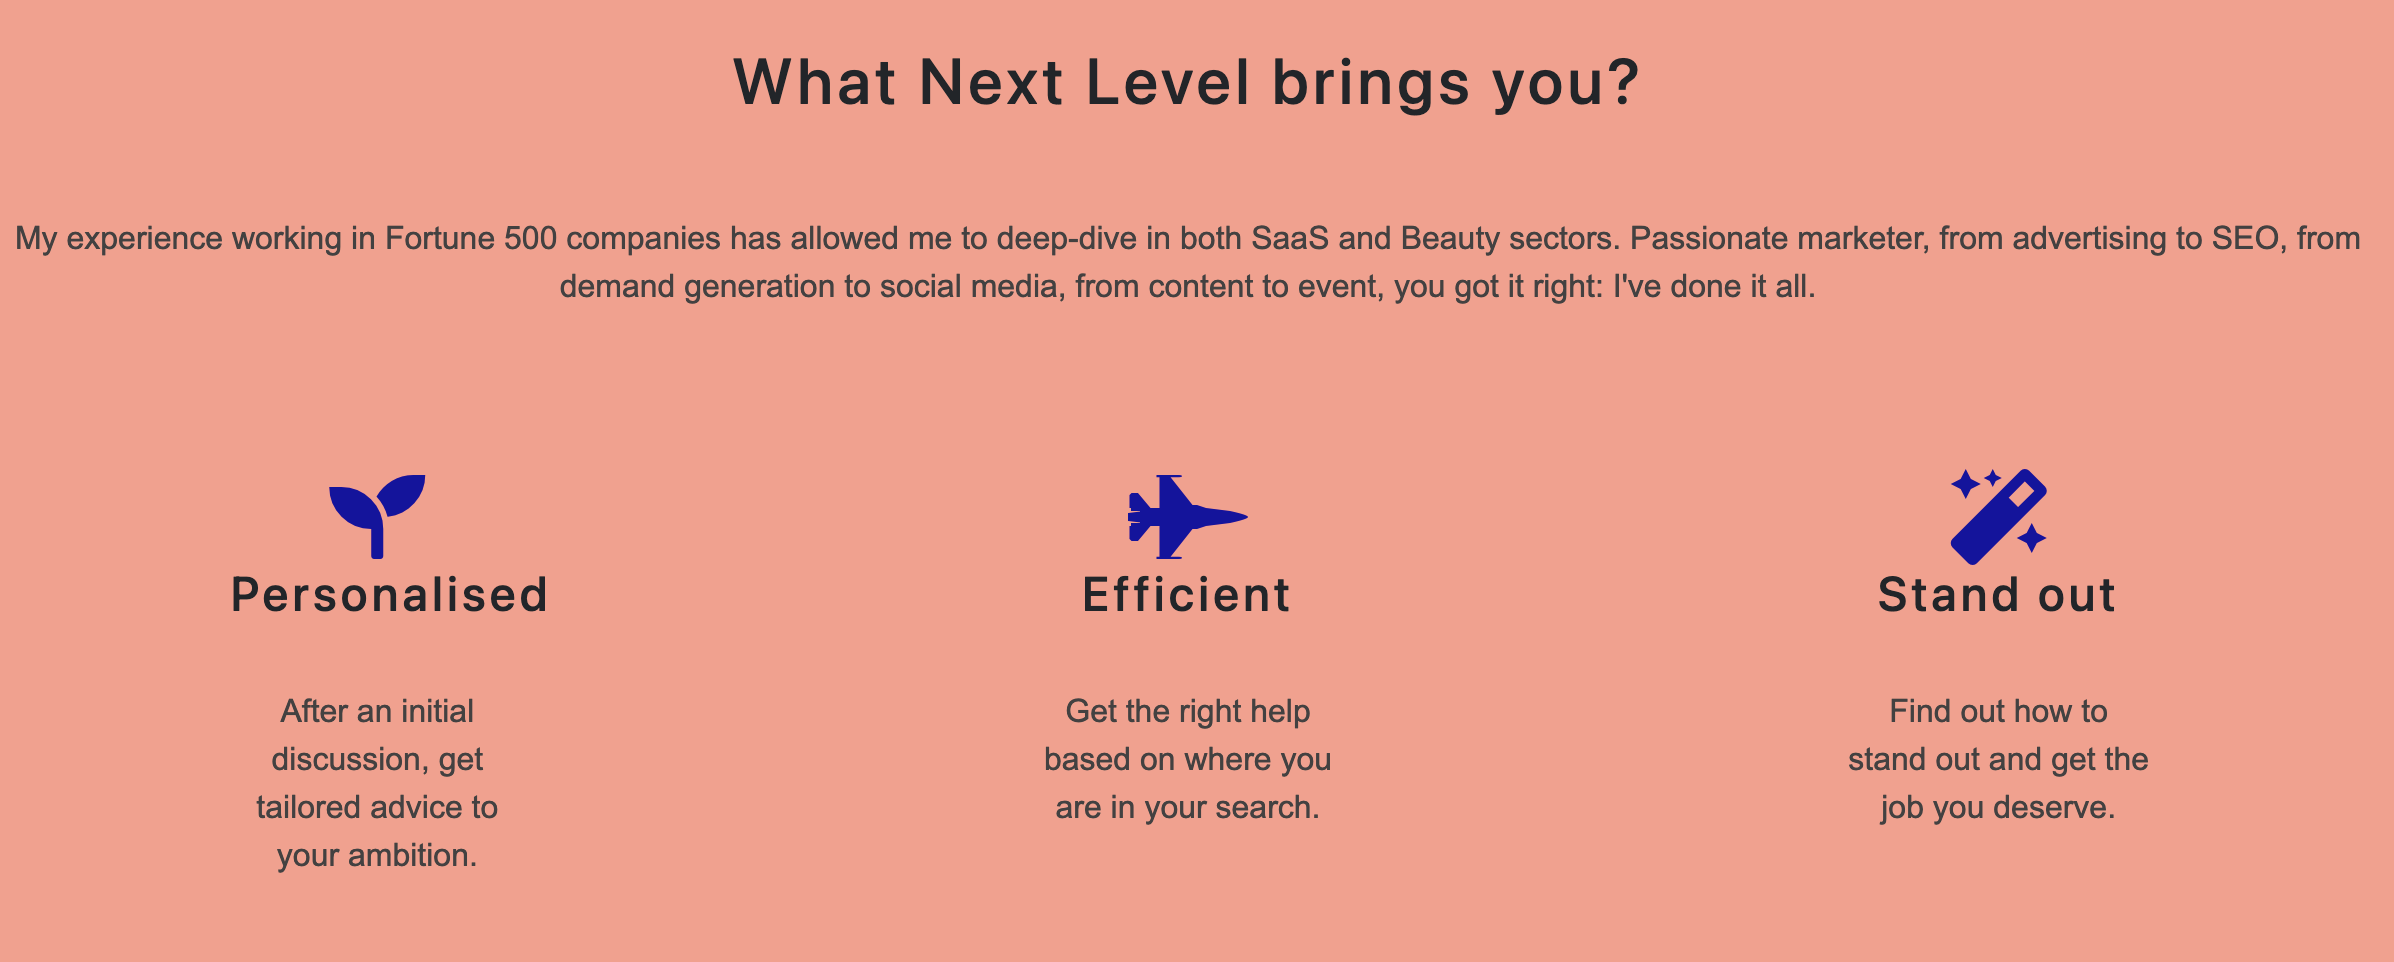 What Next Level brings you?
My experience working in Fortune 500 companies has allowed me to deep-dive in both SaaS and Beauty sectors. Passionate marketer, from advertising to SEO, from
demand generation to social media, from content to event, you got it right: I've done it all.
Personalised
After an initial
discussion, get
tailored advice to
your ambition.
Efficient
Get the right help
based on where you
are in your search.
Stand out
Find out how to
stand out and get the
job you deserve.